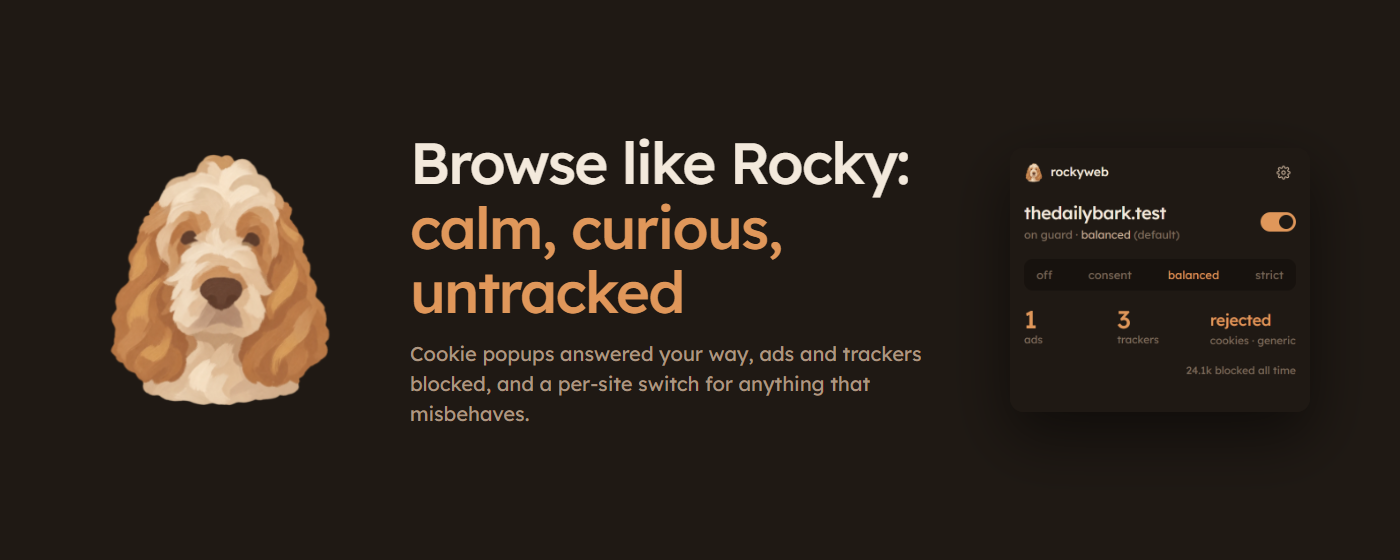 Browse like Rocky:
calm, curious,
untracked
Cookie popups answered your way, ads and trackers
blocked, and a per-site switch for anything that
misbehaves.
rockyweb
thedailybark.test
on guard · balanced (default)
off consent balanced strict
1 3 rejected
ads trackers cookies · generic
24.1k blocked all time